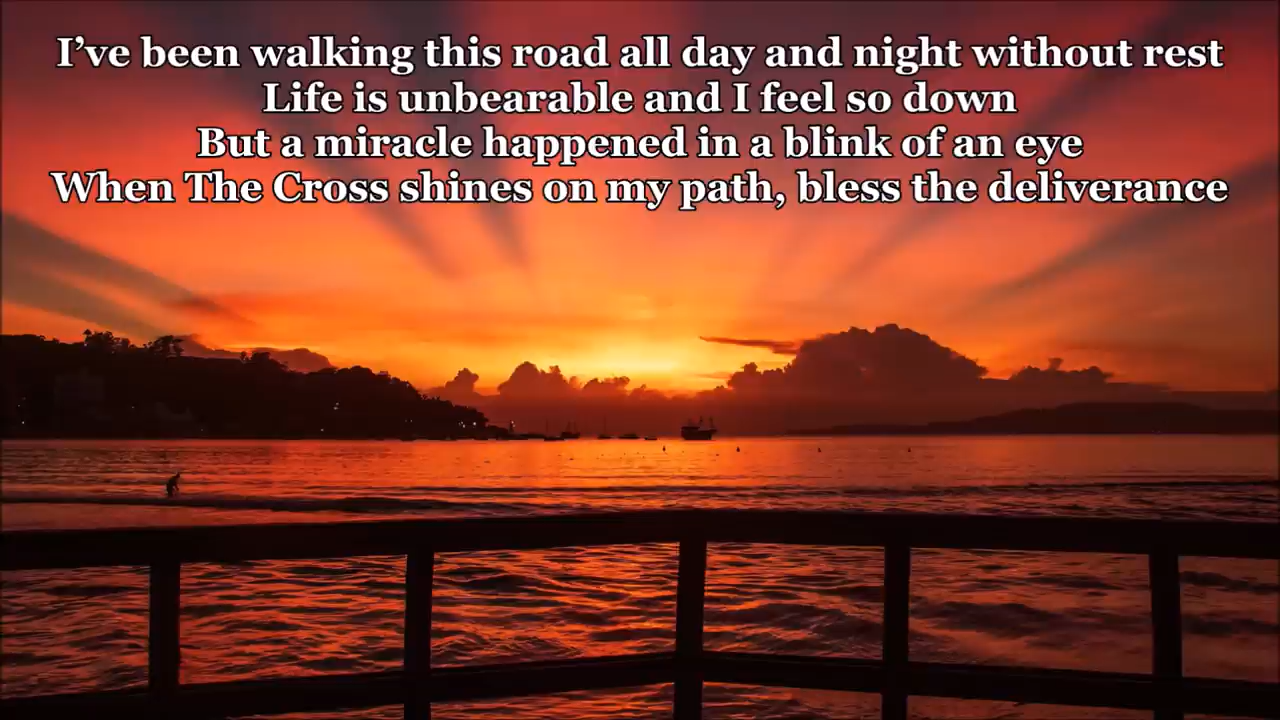 I’ve been walking this road all day and night without rest
Life is unbearable and I feel so down
But a miracle happened in a blink of an eye
When The Cross shines on my path, bless the deliverance